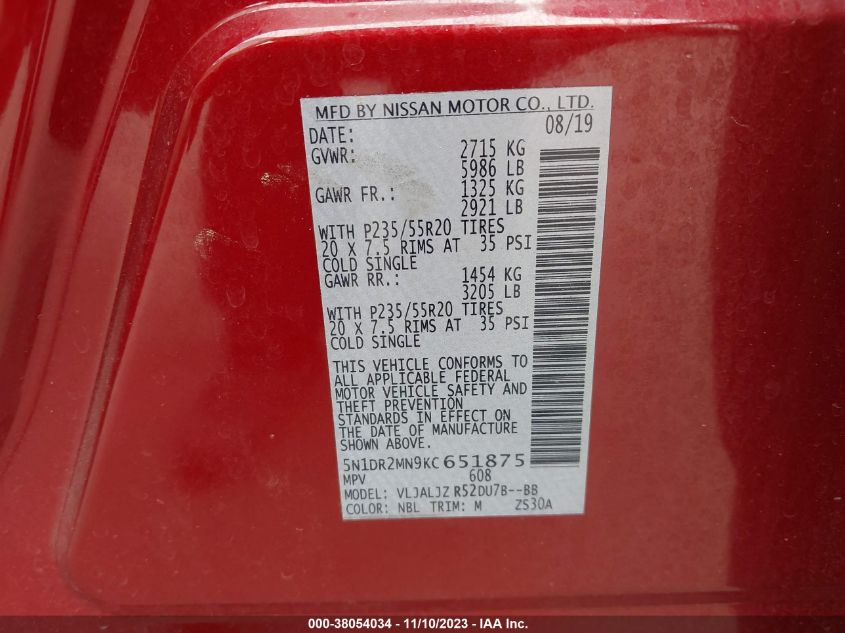 MFD BY NISSAN MOTOR CO., LTD.
DATE: 08/19
GVWR: 2715 KG
5986 LB
GAWR FR.: 1325 KG
2921 LB
WITH P235/55R20 TIRES
20 X 7.5 RIMS AT 35 PSI
COLD SINGLE
GAWR RR.: 1454 KG
3205 LB
WITH P235/55R20 TIRES
20 X 7.5 RIMS AT 35 PSI
COLD SINGLE
THIS VEHICLE CONFORMS TO
ALL APPLICABLE FEDERAL
MOTOR VEHICLE SAFETY AND
THEFT PREVENTION
STANDARDS IN EFFECT ON
THE DATE OF MANUFACTURE
SHOWN ABOVE.
5N1DR2MN9KC651875
MPV 608
MODEL: VLJALJZ R52DU7B--BB
COLOR: NBL TRIM: M ZS30A
000-38054034 - 11/10/2023 - IAA Inc.